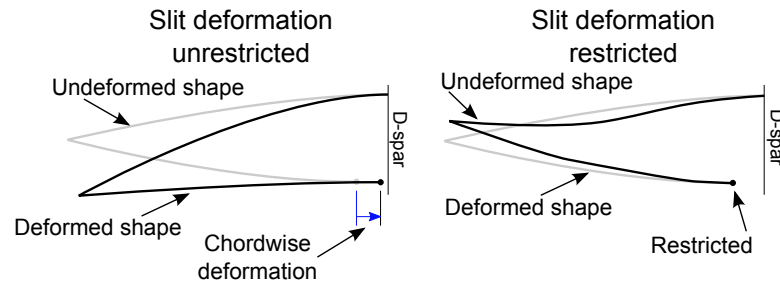 Slit deformation
unrestricted
Undeformed shape
D-spar
Deformed shape
Chordwise
deformation
Slit deformation
restricted
Undeformed shape
D-spar
Deformed shape
Restricted